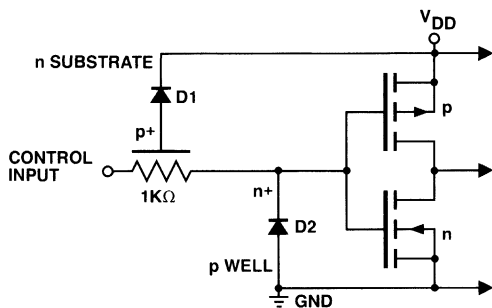 VDD
n SUBSTRATE
D1
p+
p
CONTROL
INPUT
1KΩ
n+
D2
n
p WELL
GND